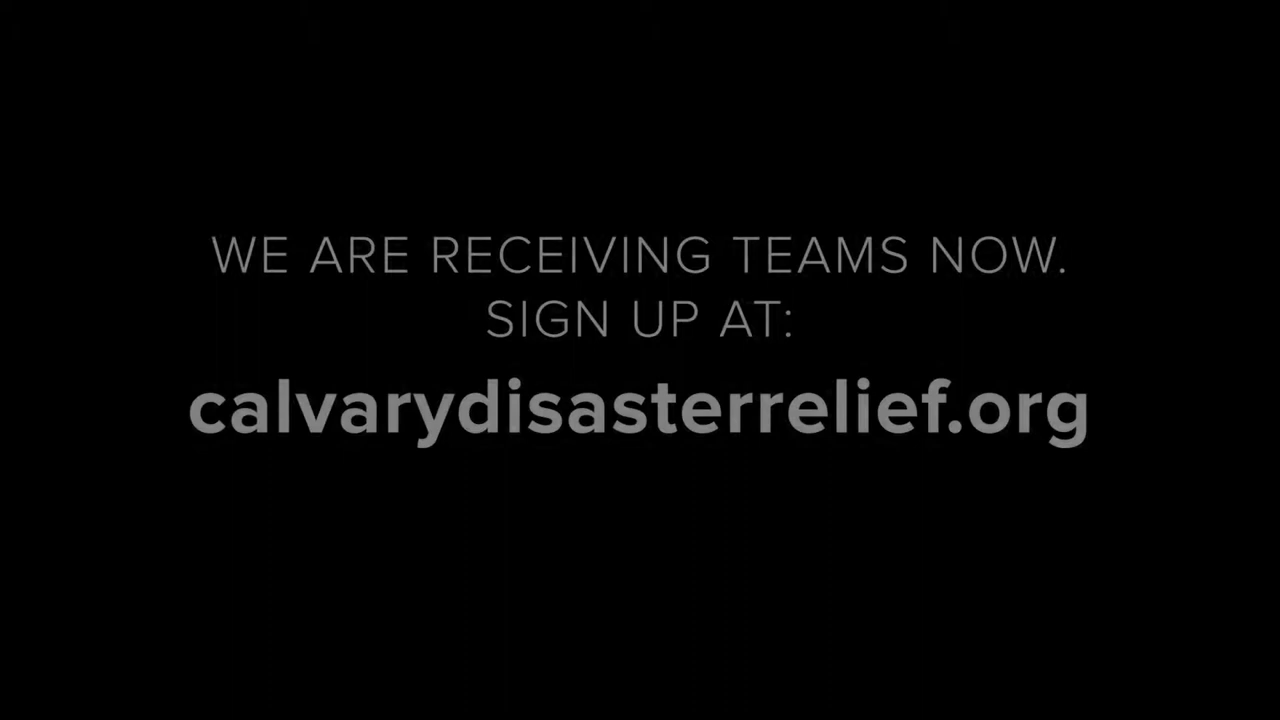 WE ARE RECEIVING TEAMS NOW.
SIGN UP AT:
calvarydisasterrelief.org